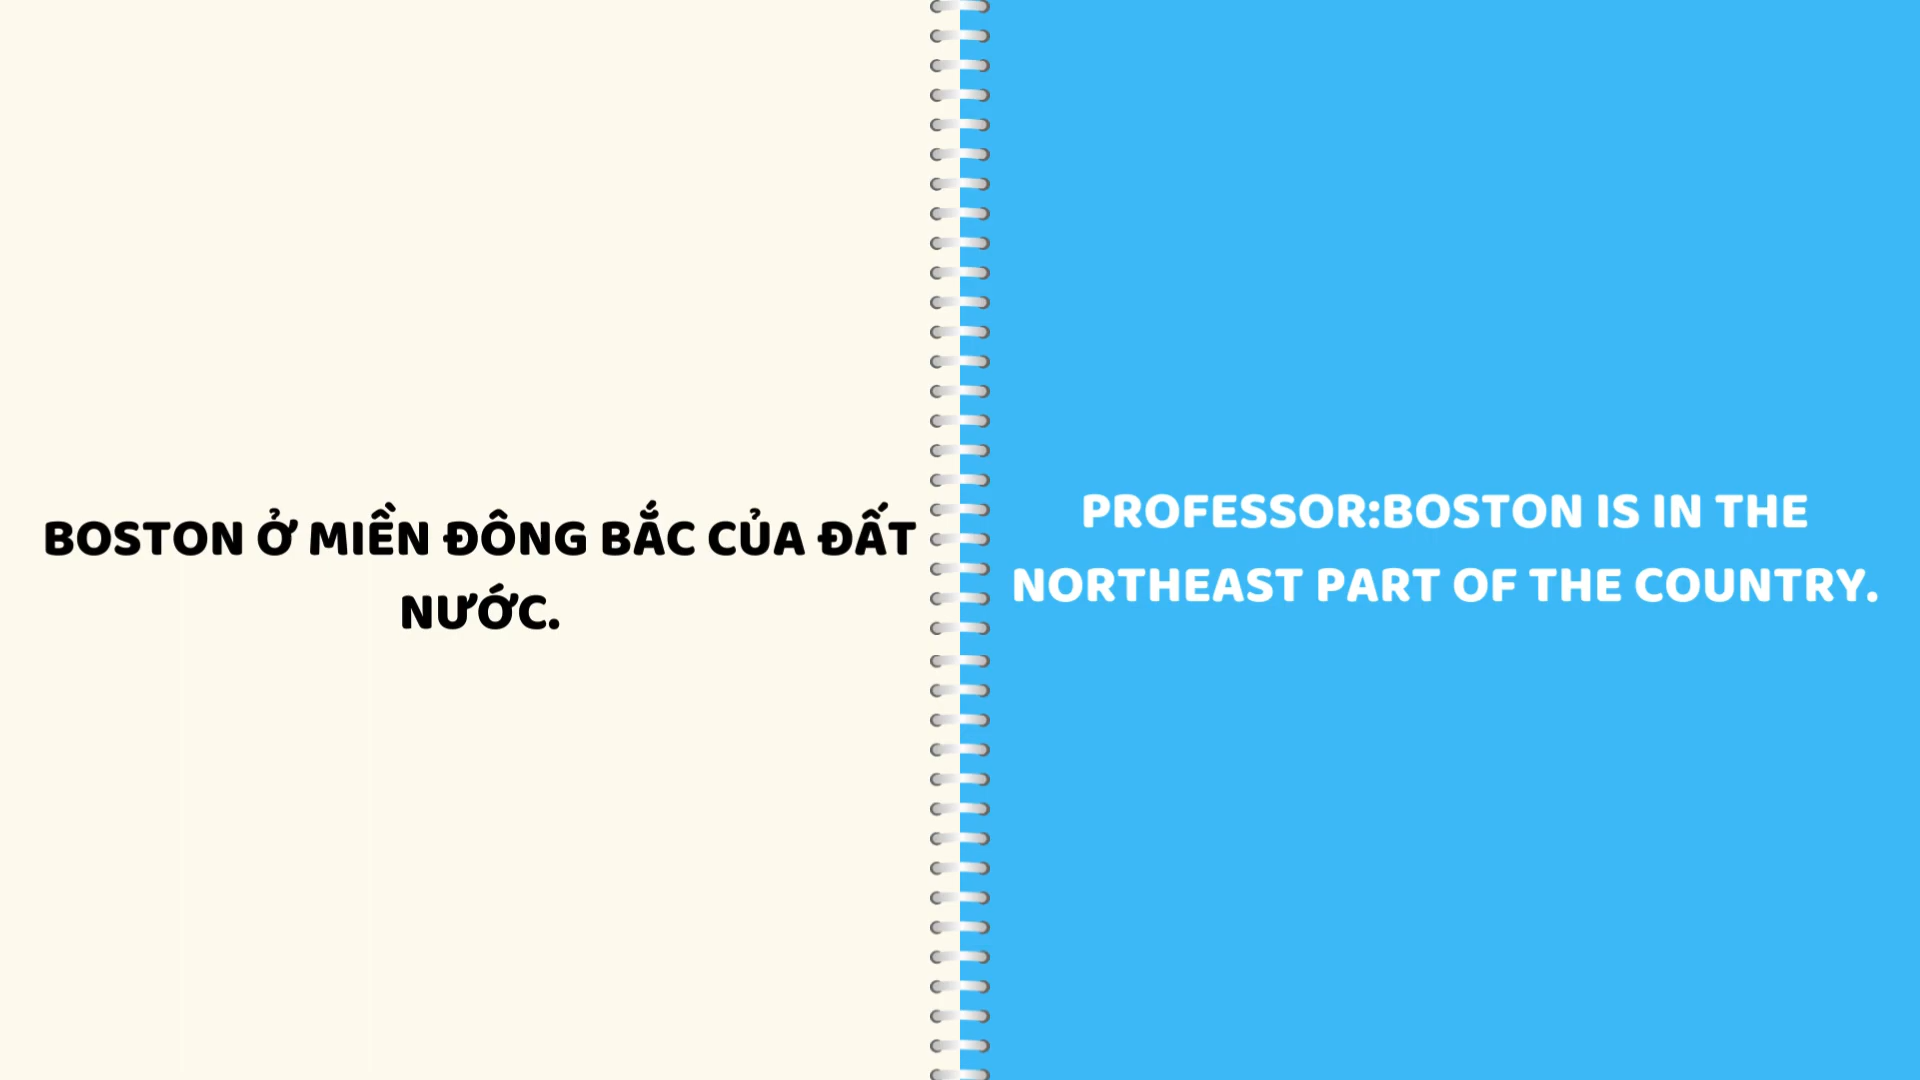 BOSTON Ở MIỀN ĐÔNG BẮC CỦA ĐẤT
NƯỚC.
PROFESSOR:BOSTON IS IN THE
NORTHEAST PART OF THE COUNTRY.